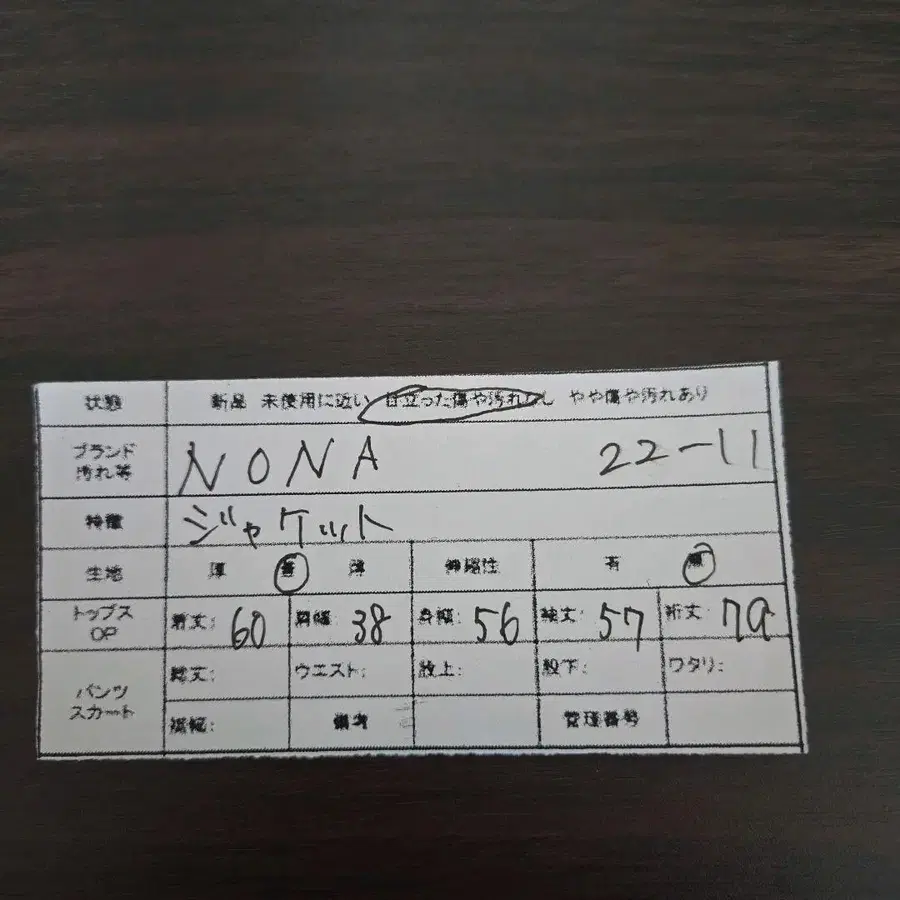 状態 新品 未使用に近い 目立った傷や汚れなし やや傷や汚れあり
ブランド
汚れ等 NONA 22-11
特徴 ジャケット
生地 厚 普 薄 伸縮性 有 無
トップス
OP 着丈: 60 肩幅: 38 身幅: 56 袖丈: 57 裄丈:
パンツ
スカート 総丈: ウエスト: 股上: 股下: ワタリ:
裾幅: 備考 管理番号